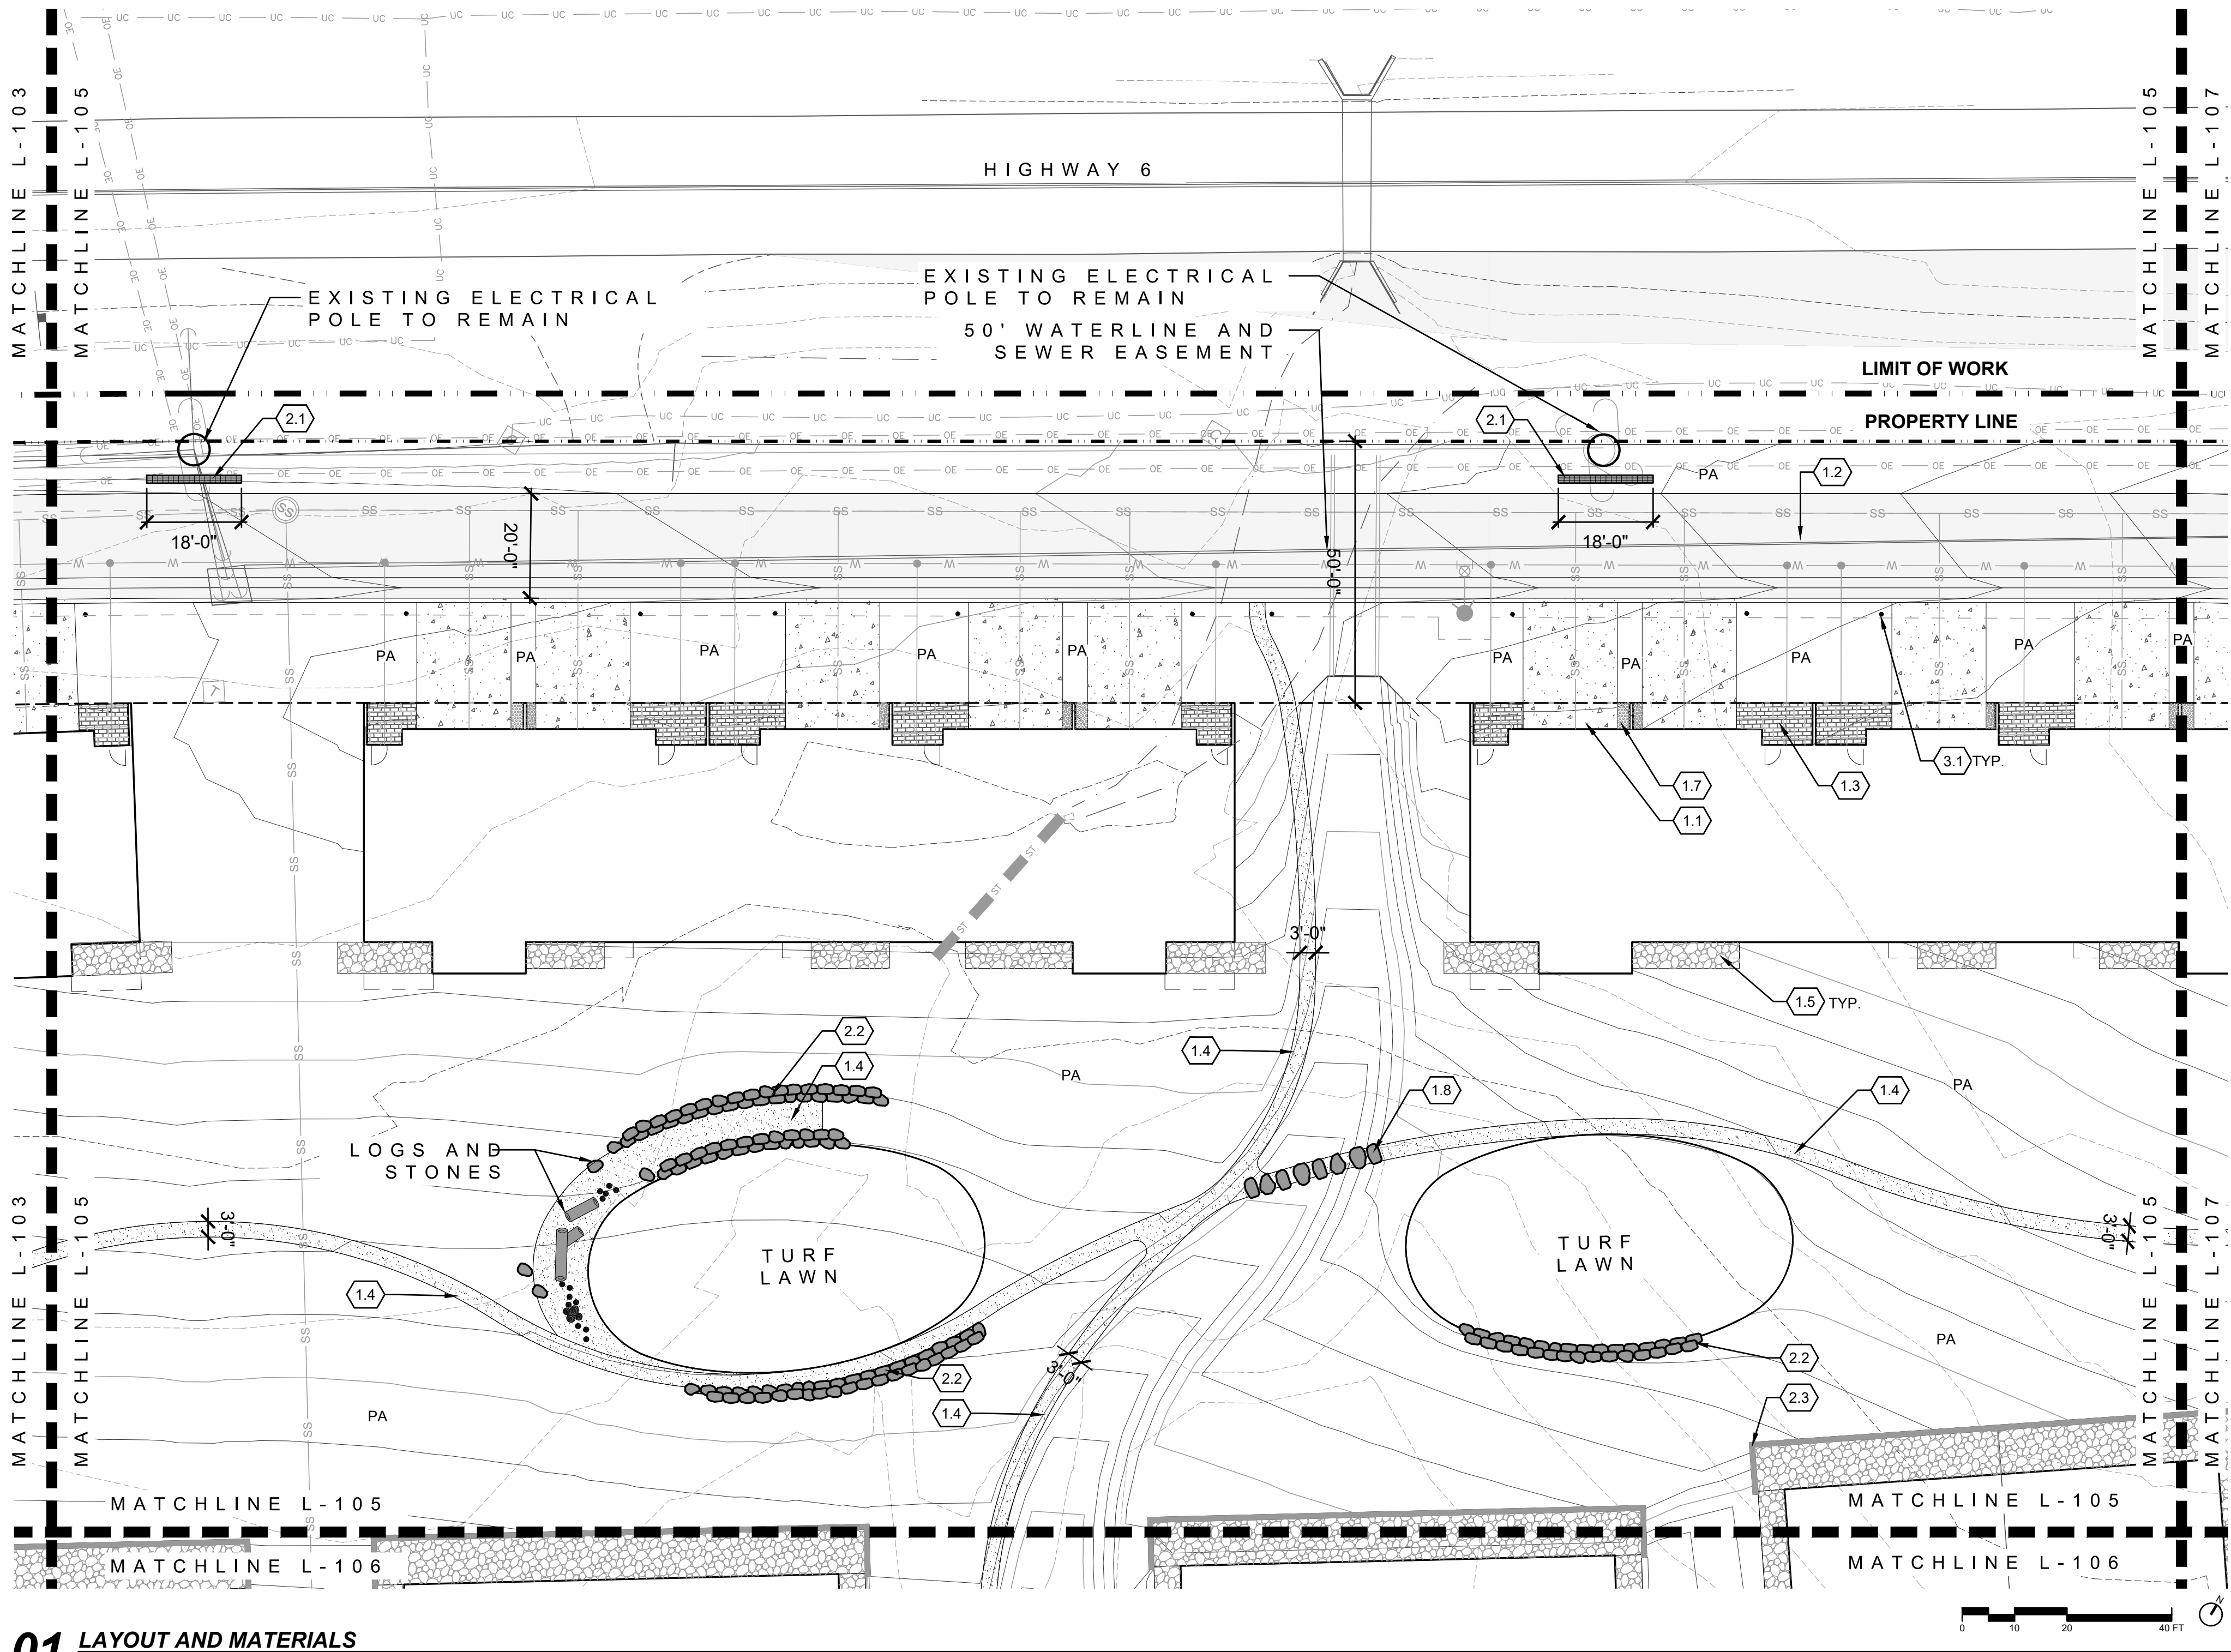 MATCHLINE L-103
MATCHLINE L-105
MATCHLINE L-105
MATCHLINE L-107
HIGHWAY 6
EXISTING ELECTRICAL
POLE TO REMAIN
EXISTING ELECTRICAL
POLE TO REMAIN
50' WATERLINE AND
SEWER EASEMENT
LIMIT OF WORK
PROPERTY LINE
2.1
2.1
PA
1.2
18'-0"
20'-0"
50'-0"
18'-0"
PA
PA
PA
PA
PA
PA
PA
PA
PA
PA
3.1 TYP.
1.7
1.3
1.1
3'-0"
1.5 TYP.
2.2
1.4
1.4
PA
1.8
1.4
PA
LOGS AND
STONES
3'-0"
TURF
LAWN
TURF
LAWN
3'-0"
1.4
PA
2.2
3'-0"
2.2
1.4
2.3
PA
MATCHLINE L-103
MATCHLINE L-105
MATCHLINE L-105
MATCHLINE L-107
MATCHLINE L-105
MATCHLINE L-105
MATCHLINE L-106
MATCHLINE L-106
0 10 20 40 FT
N
01 LAYOUT AND MATERIALS